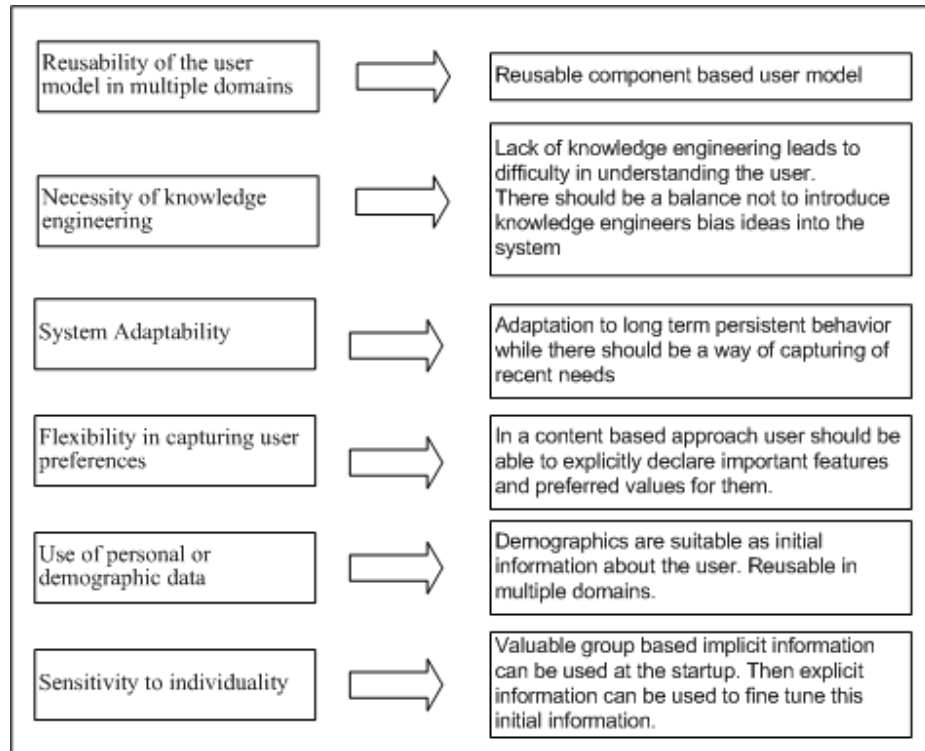 Reusability of the user
model in multiple domains
Reusable component based user model
Necessity of knowledge
engineering
Lack of knowledge engineering leads to
difficulty in understanding the user.
There should be a balance not to introduce
knowledge engineers bias ideas into the
system
System Adaptability
Adaptation to long term persistent behavior
while there should be a way of capturing of
recent needs
Flexibility in capturing user
preferences
In a content based approach user should be
able to explicitly declare important features
and preferred values for them.
Use of personal or
demographic data
Demographics are suitable as initial
information about the user. Reusable in
multiple domains.
Sensitivity to individuality
Valuable group based implicit information
can be used at the startup. Then explicit
information can be used to fine tune this
initial information.